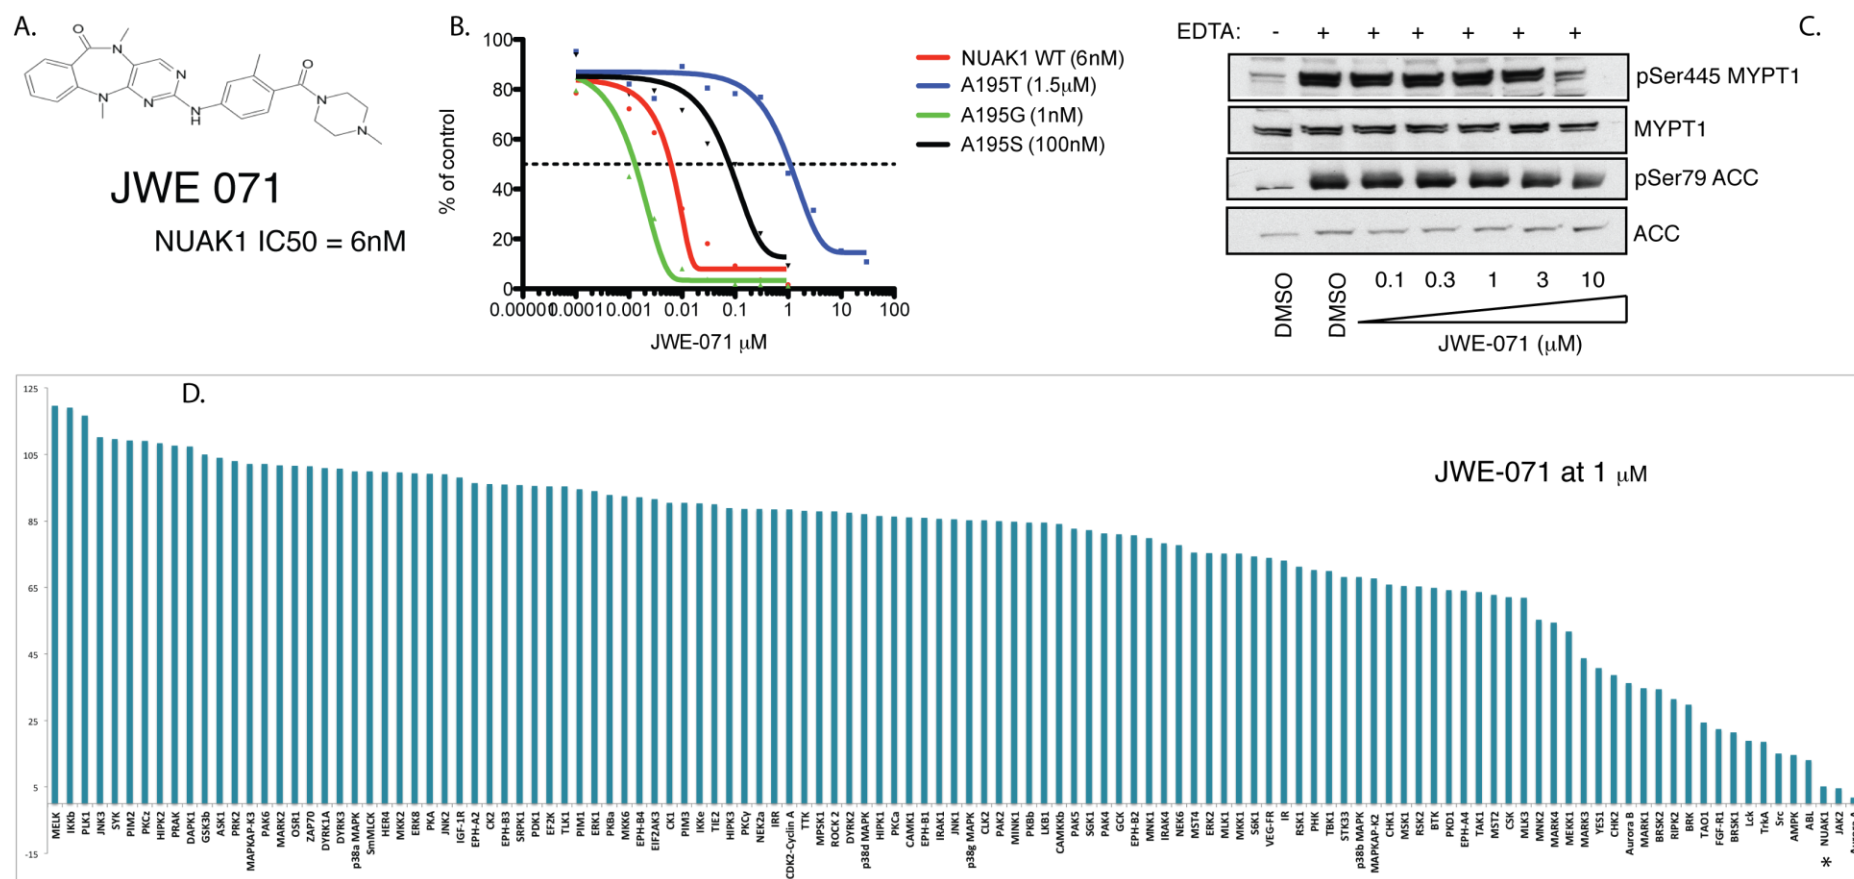 A.
O
N
N
N
N
N
H
O
N
N
JWE 071
NUAK1 IC50 = 6nM
B.
% of control
100
80
60
40
20
0
0.00001
0.0001
0.001
0.01
0.1
1
10
100
JWE-071 μM
NUAK1 WT (6nM)
A195T (1.5μM)
A195G (1nM)
A195S (100nM)
C.
EDTA: - + + + + + +
pSer445 MYPT1
MYPT1
pSer79 ACC
ACC
DMSO DMSO 0.1 0.3 1 3 10
JWE-071 (μM)
D.
JWE-071 at 1 μM
125
105
85
65
45
25
5
-15
MELK
IKKb
PLK1
JNK3
SYK
PIM2
PKCz
HIPK2
PRAK
DAPK1
GSK3b
ASK1
PRK2
MAPKAP-K3
PAK6
MARK2
OSR1
ZAP70
DYRK1A
DYRK3
p38a MAPK
SmMLCK
HER4
MKK2
ERK8
PKA
JNK2
IGF-1R
EPH-A2
CK2
EPH-B3
SRPK1
PDK1
EF2K
TLK1
PIM1
ERK1
PKBa
MKK6
EPH-B4
EIF2AK3
CK1
PIM3
IKKe
TIE2
HIPK3
PKCγ
NEK2a
IRR
CDK2-Cyclin A
TTK
MPSK1
ROCK 2
DYRK2
p38d MAPK
HIPK1
PKCa
CAMK1
EPH-B1
IRAK1
JNK1
p38g MAPK
CLK2
PAK2
MINK1
PKBb
LKB1
CAMKKb
PAK5
SGK1
PAK4
GCK
EPH-B2
MNK1
IRAK4
NEK6
MST4
ERK2
MLK1
MKK1
S6K1
VEG-FR
IR
RSK1
PHK
TBK1
STK33
p38b MAPK
MAPKAP-K2
CHK1
MSK1
RSK2
BTK
PKD1
EPH-A4
TAK1
MST2
CSK
MLK3
MNK2
MARK4
MEKK1
MARK3
YES1
CHK2
Aurora B
MARK1
BRSK2
RIPK2
BRK
TAO1
FGF-R1
BRSK1
Lck
TrkA
Src
AMPK
ABL
NUAK1
*
JAK2